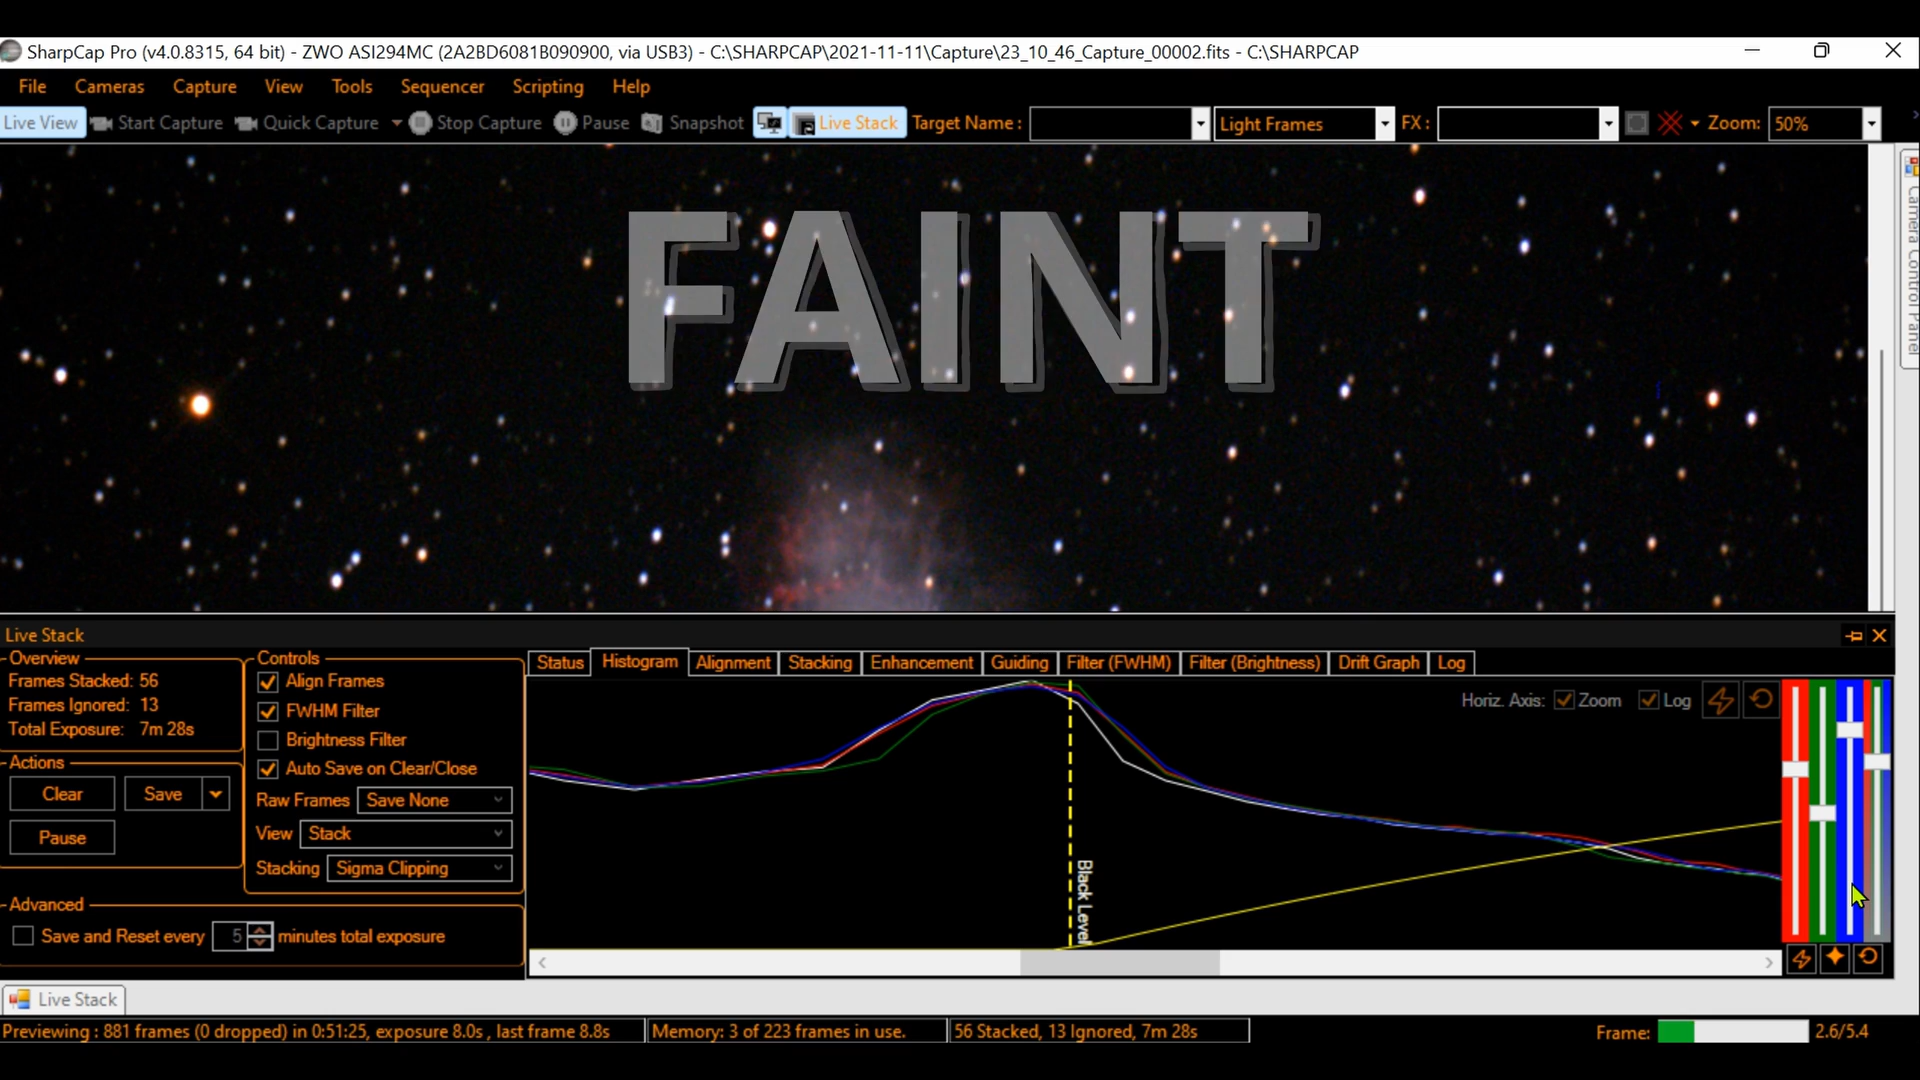 SharpCap Pro (v4.0.8315, 64 bit) - ZWO ASI294MC (2A2BD6081B090900, via USB3) - C:\SHARPCAP\2021-11-11\Capture\23_10_46_Capture_00002.fits - C:\SHARPCAP
File Cameras Capture View Tools Sequencer Scripting Help
Live View Start Capture Quick Capture Stop Capture Pause Snapshot Live Stack Target Name : Light Frames FX : Zoom: 50%
Camera Control Panel
FAINT
Live Stack
Overview
Frames Stacked: 56
Frames Ignored: 13
Total Exposure: 7m 28s
Actions
Clear Save
Pause
Controls
Align Frames
FWHM Filter
Brightness Filter
Auto Save on Clear/Close
Raw Frames Save None
View Stack
Stacking Sigma Clipping
Advanced
Save and Reset every 5 minutes total exposure
Status Histogram Alignment Stacking Enhancement Guiding Filter (FWHM) Filter (Brightness) Drift Graph Log
Horiz. Axis: Zoom Log
Black Level
Live Stack
Previewing : 881 frames (0 dropped) in 0:51:25, exposure 8.0s , last frame 8.8s Memory: 3 of 223 frames in use. 56 Stacked, 13 Ignored, 7m 28s Frame: 2.6/5.4